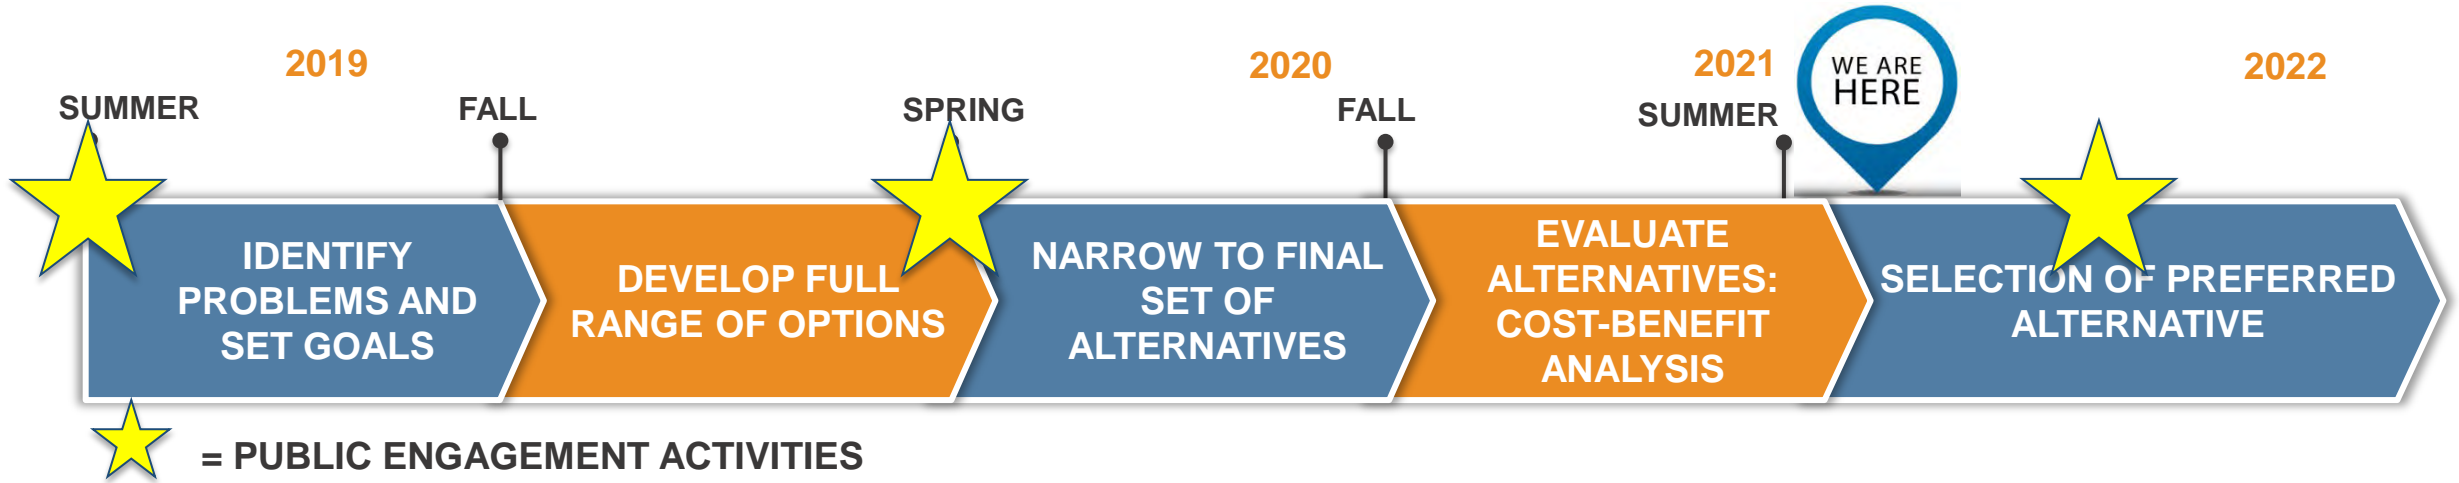 2019
2020
2021
2022
WE ARE
HERE
SUMMER
FALL
SPRING
FALL
SUMMER
IDENTIFY
PROBLEMS AND
SET GOALS
DEVELOP FULL
RANGE OF OPTIONS
NARROW TO FINAL
SET OF
ALTERNATIVES
EVALUATE
ALTERNATIVES:
COST-BENEFIT
ANALYSIS
SELECTION OF PREFERRED
ALTERNATIVE
= PUBLIC ENGAGEMENT ACTIVITIES